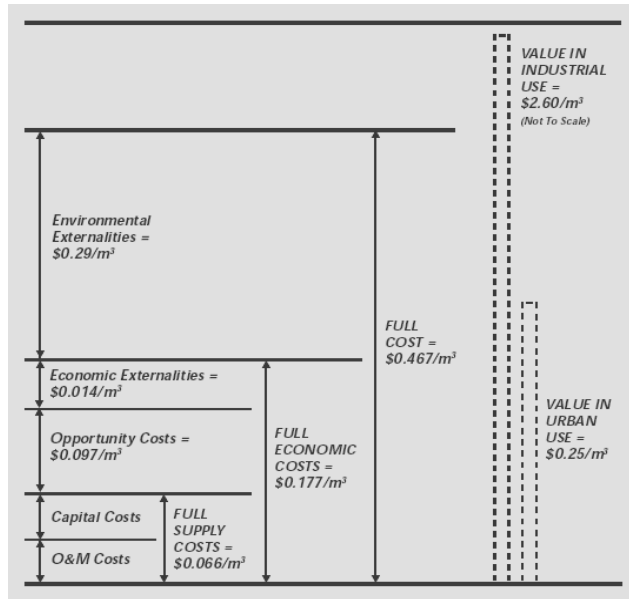 VALUE IN
INDUSTRIAL
USE =
$2.60/m³
(Not To Scale)
Environmental
Externalities =
$0.29/m³
FULL
COST =
$0.467/m³
Economic Externalities =
$0.014/m³
Opportunity Costs =
$0.097/m³
FULL
ECONOMIC
COSTS =
$0.177/m³
VALUE IN
URBAN
USE =
$0.25/m³
Capital Costs
O&M Costs
FULL
SUPPLY
COSTS =
$0.066/m³